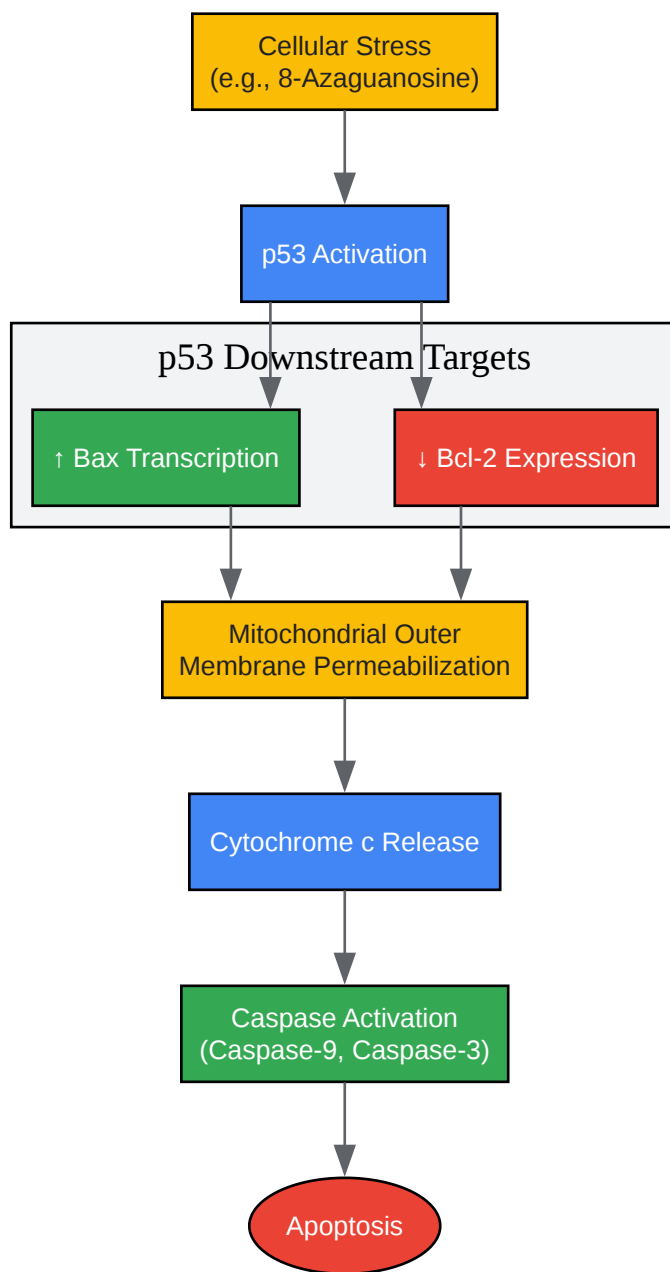 Cellular Stress
(e.g., 8-Azaguanosine)
p53 Activation
p53 Downstream Targets
↑ Bax Transcription
↓ Bcl-2 Expression
Mitochondrial Outer
Membrane Permeabilization
Cytochrome c Release
Caspase Activation
(Caspase-9, Caspase-3)
Apoptosis